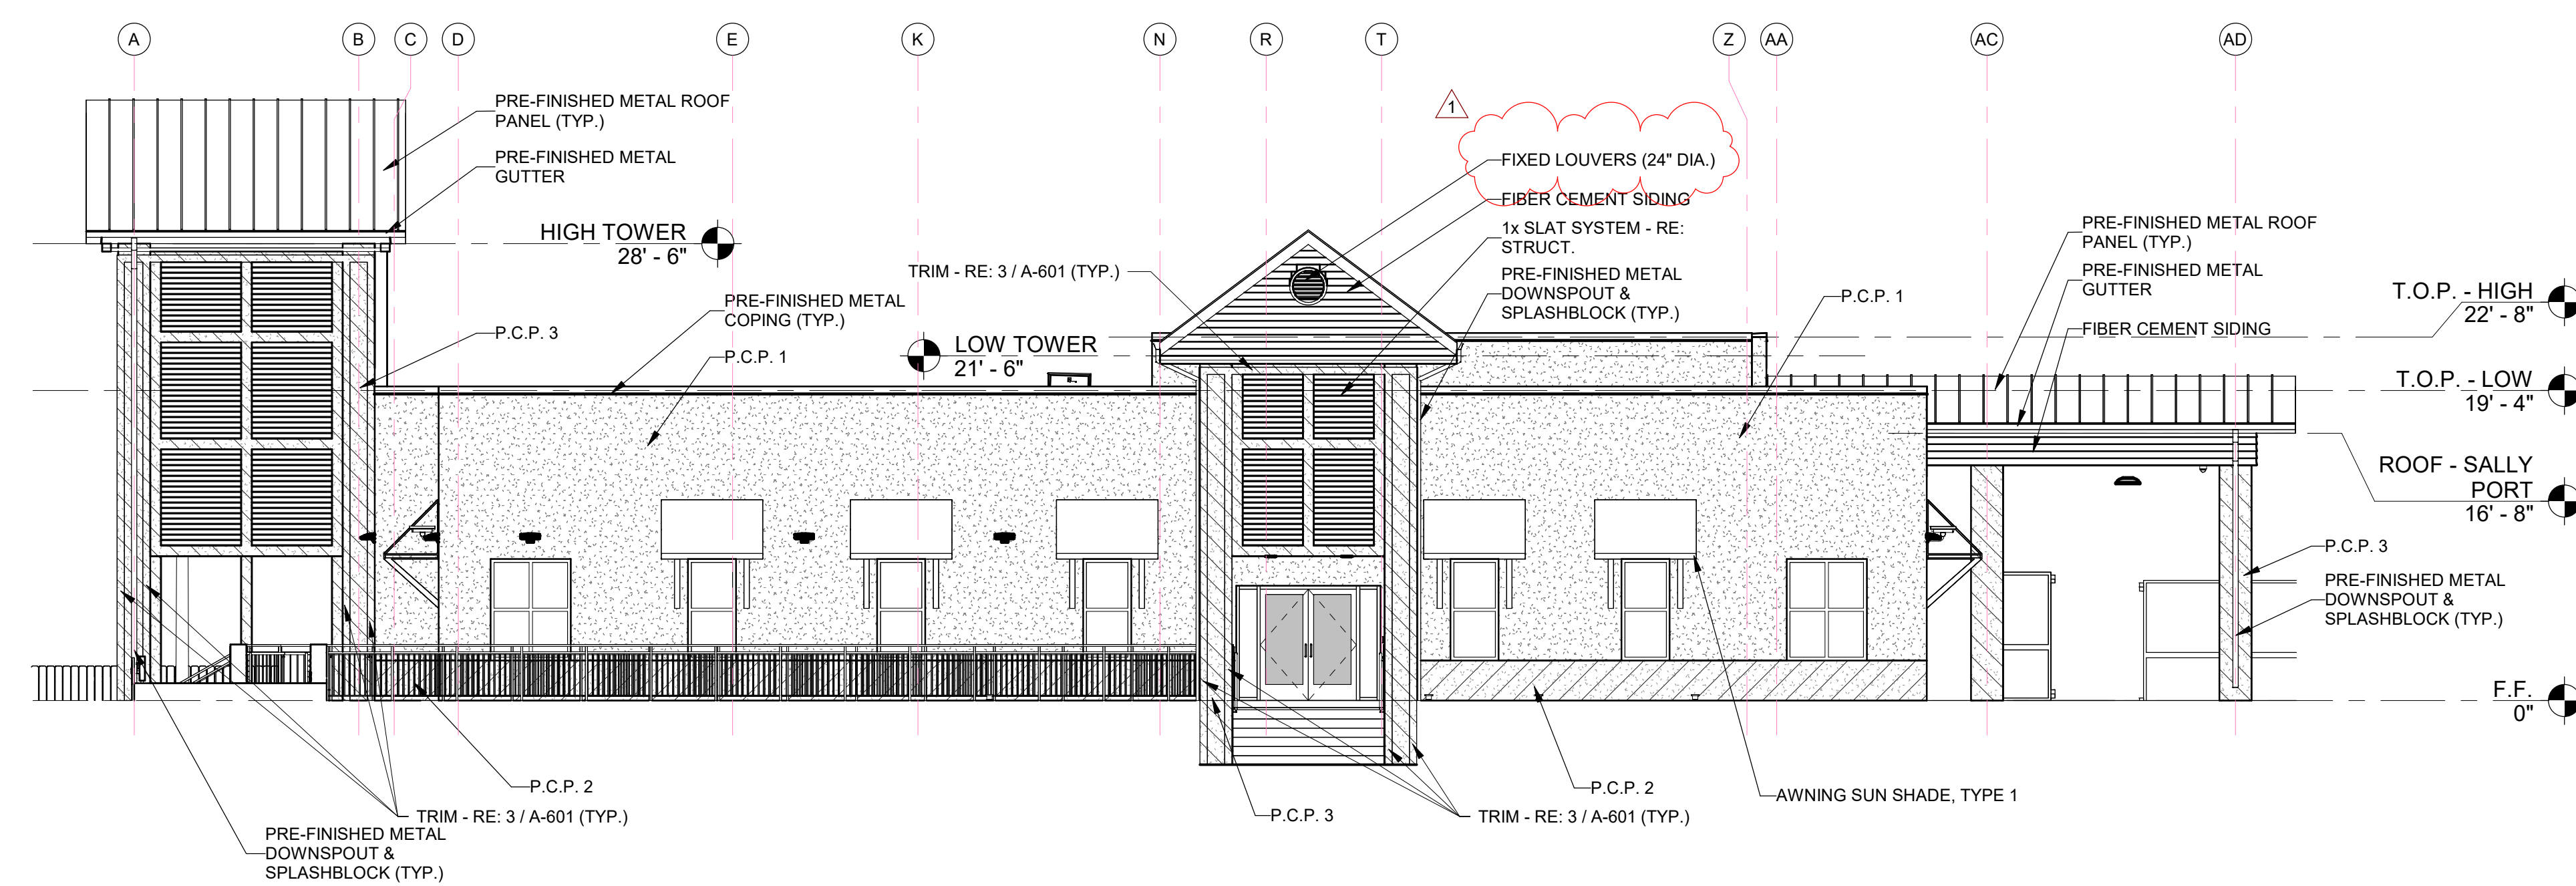 A
B
C
D
E
K
N
R
T
Z
AA
AC
AD
PRE-FINISHED METAL ROOF
PANEL (TYP.)
PRE-FINISHED METAL
GUTTER
HIGH TOWER
28' - 6"
1
FIXED LOUVERS (24" DIA.)
FIBER CEMENT SIDING
1x SLAT SYSTEM - RE:
STRUCT.
PRE-FINISHED METAL
DOWNSPOUT &
SPLASHBLOCK (TYP.)
TRIM - RE: 3 / A-601 (TYP.)
PRE-FINISHED METAL
COPING (TYP.)
P.C.P. 3
P.C.P. 1
LOW TOWER
21' - 6"
P.C.P. 1
PRE-FINISHED METAL ROOF
PANEL (TYP.)
PRE-FINISHED METAL
GUTTER
FIBER CEMENT SIDING
T.O.P. - HIGH
22' - 8"
T.O.P. - LOW
19' - 4"
ROOF - SALLY
PORT
16' - 8"
P.C.P. 3
PRE-FINISHED METAL
DOWNSPOUT &
SPLASHBLOCK (TYP.)
F.F.
0"
P.C.P. 2
TRIM - RE: 3 / A-601 (TYP.)
PRE-FINISHED METAL
DOWNSPOUT &
SPLASHBLOCK (TYP.)
P.C.P. 3
P.C.P. 2
TRIM - RE: 3 / A-601 (TYP.)
AWNING SUN SHADE, TYPE 1